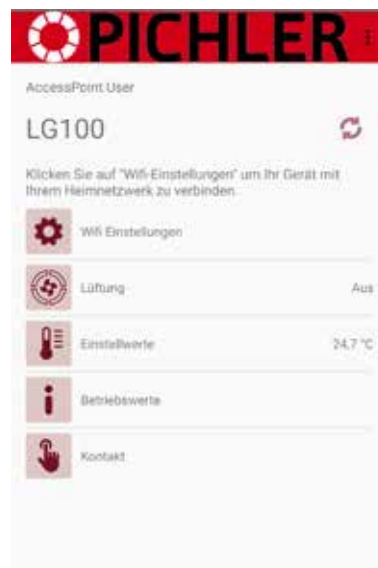 PICHLER
AccessPoint User
LG100
Klicken Sie auf "Wifi-Einstellungen" um Ihr Gerät mit
Ihrem Heimnetzwerk zu verbinden.
Wifi Einstellungen
Lüftung Aus
Einstellwerte 24,7 °C
Betriebswerte
Kontakt